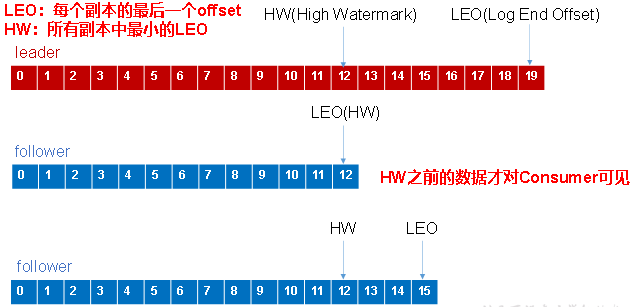 LEO：每个副本的最后一个offset
HW：所有副本中最小的LEO
HW(High Watermark)
LEO(Log End Offset)
leader
0 1 2 3 4 5 6 7 8 9 10 11 12 13 14 15 16 17 18 19
LEO(HW)
follower
0 1 2 3 4 5 6 7 8 9 10 11 12
HW之前的数据才对Consumer可见
HW
LEO
follower
0 1 2 3 4 5 6 7 8 9 10 11 12 13 14 15